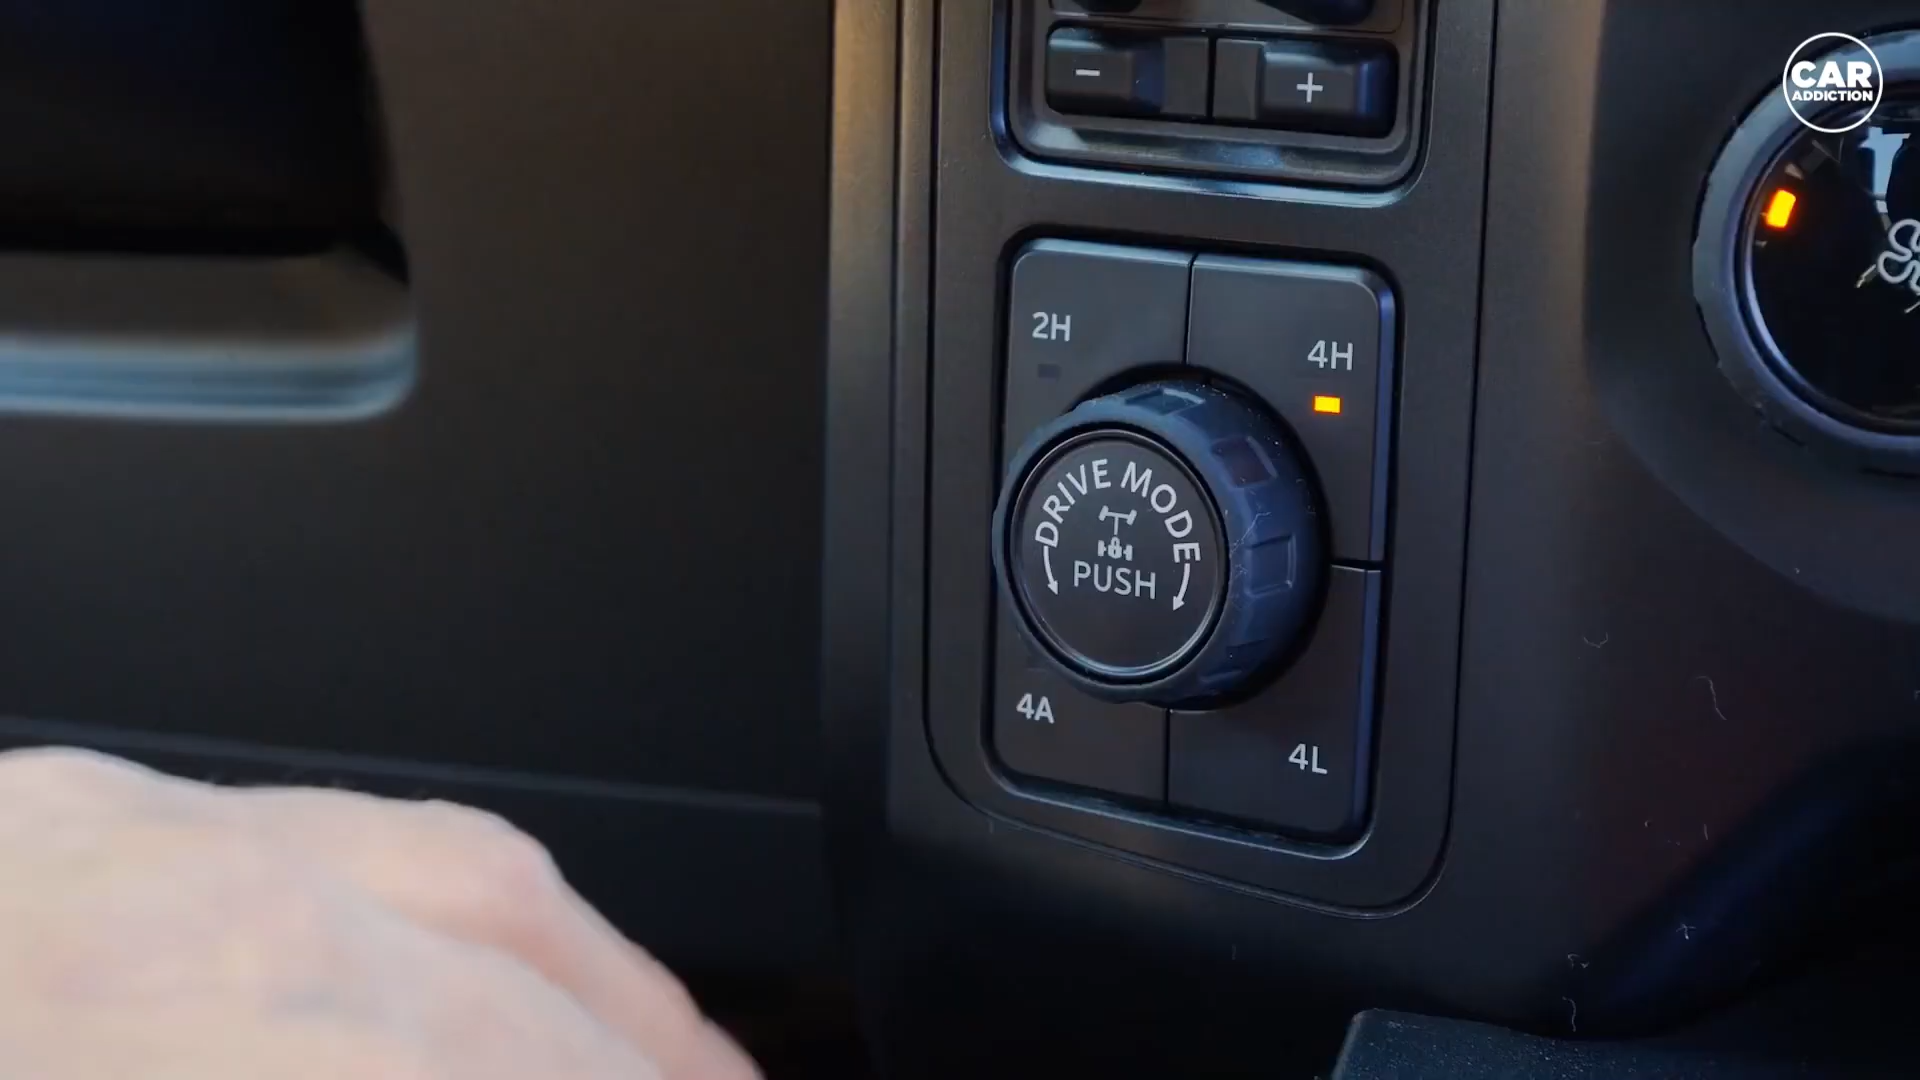 CAR
ADDICTION
− +
2H
4H
DRIVE MODE
PUSH
4A
4L